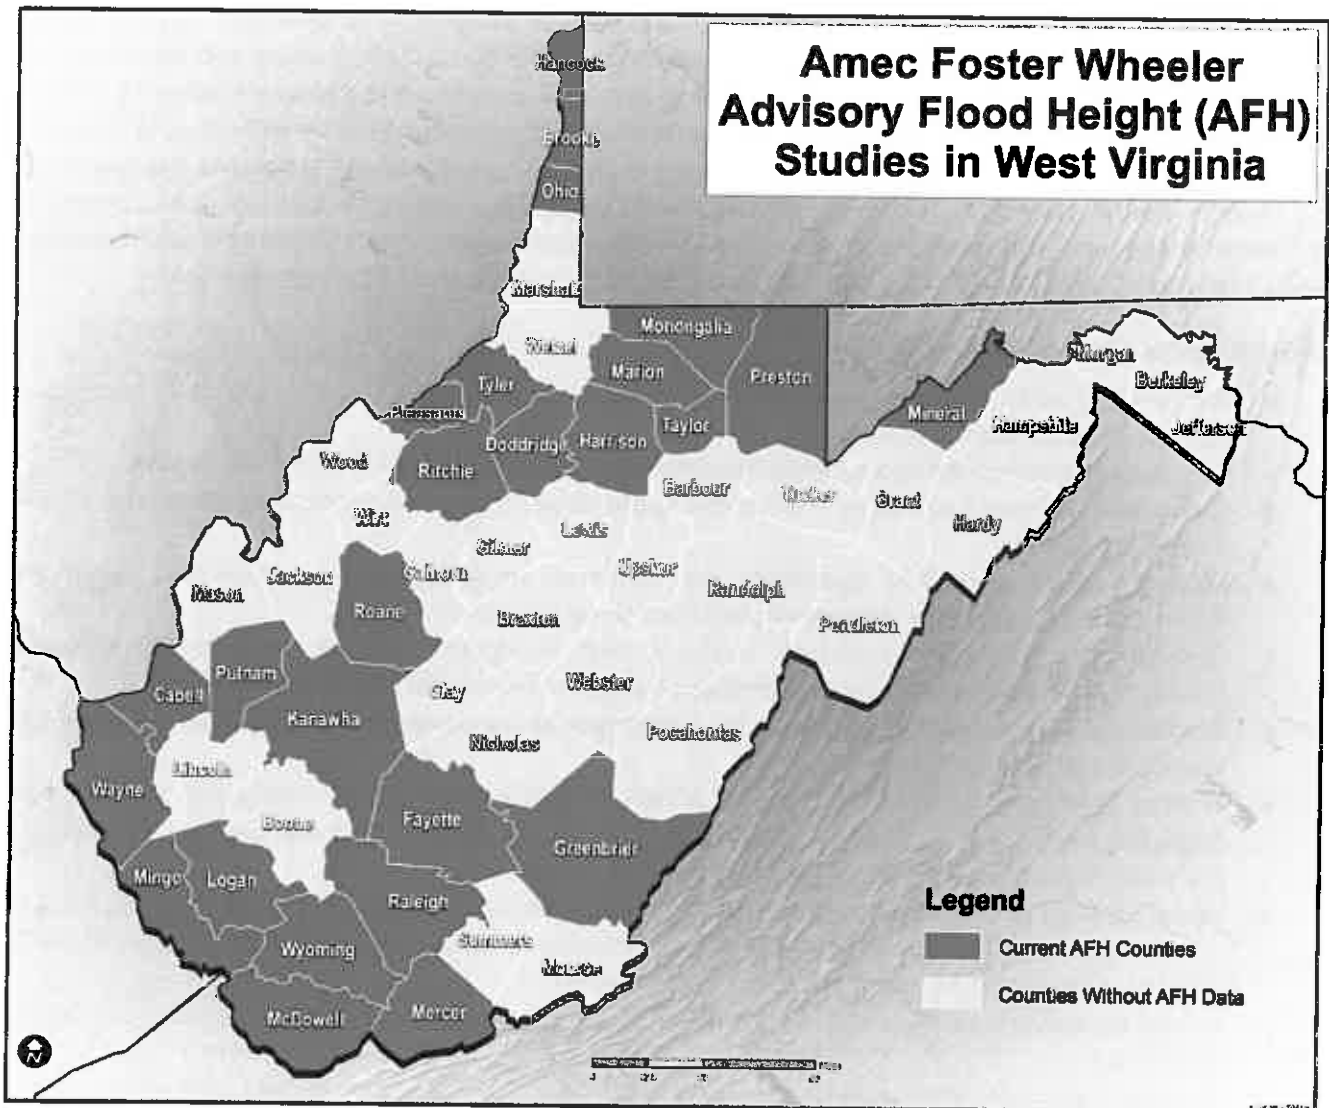 Amec Foster Wheeler
Advisory Flood Height (AFH)
Studies in West Virginia
Hancock
Brooke
Ohio
Marshall
Wetzel
Monongalia
Marion
Preston
Tyler
Pleasants
Doddridge
Harrison
Taylor
Ritchie
Mineral
Morgan
Berkeley
Jefferson
Hampshire
Wood
Wirt
Barbour
Tucker
Grant
Hardy
Lewis
Gilmer
Calhoun
Upshur
Randolph
Jackson
Mason
Roane
Braxton
Pendleton
Putnam
Cabell
Kanawha
Clay
Webster
Nicholas
Pocahontas
Lincoln
Wayne
Boone
Fayette
Greenbrier
Mingo
Logan
Raleigh
Wyoming
Summers
Monroe
McDowell
Mercer
Legend
Current AFH Counties
Counties Without AFH Data
N